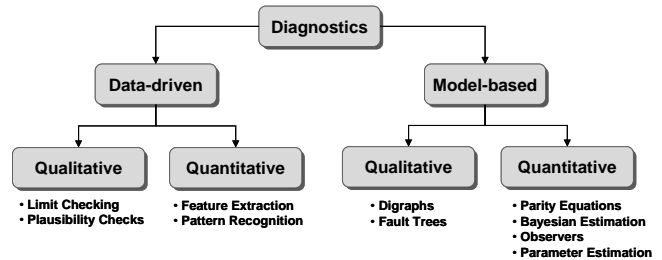 Diagnostics
Data-driven
Model-based
Qualitative
Quantitative
Qualitative
Quantitative
• Limit Checking
• Plausibility Checks
• Feature Extraction
• Pattern Recognition
• Digraphs
• Fault Trees
• Parity Equations
• Bayesian Estimation
• Observers
• Parameter Estimation